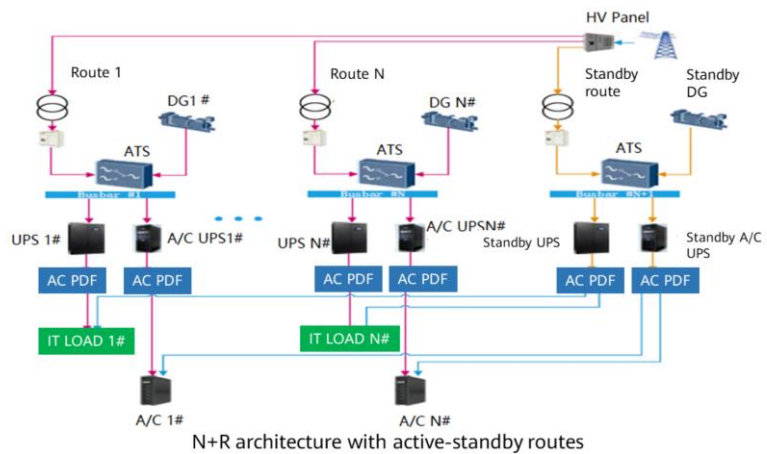 HV Panel
Route 1
Route N
Standby
route
Standby
DG
DG1 #
DG N#
ATS
ATS
ATS
Busbar #1
Busbar #N
Busbar #N+1
UPS 1#
A/C UPS1#
UPS N#
A/C UPSN#
Standby UPS
Standby A/C
UPS
AC PDF
AC PDF
AC PDF
AC PDF
AC PDF
AC PDF
IT LOAD 1#
IT LOAD N#
A/C 1#
A/C N#
N+R architecture with active-standby routes